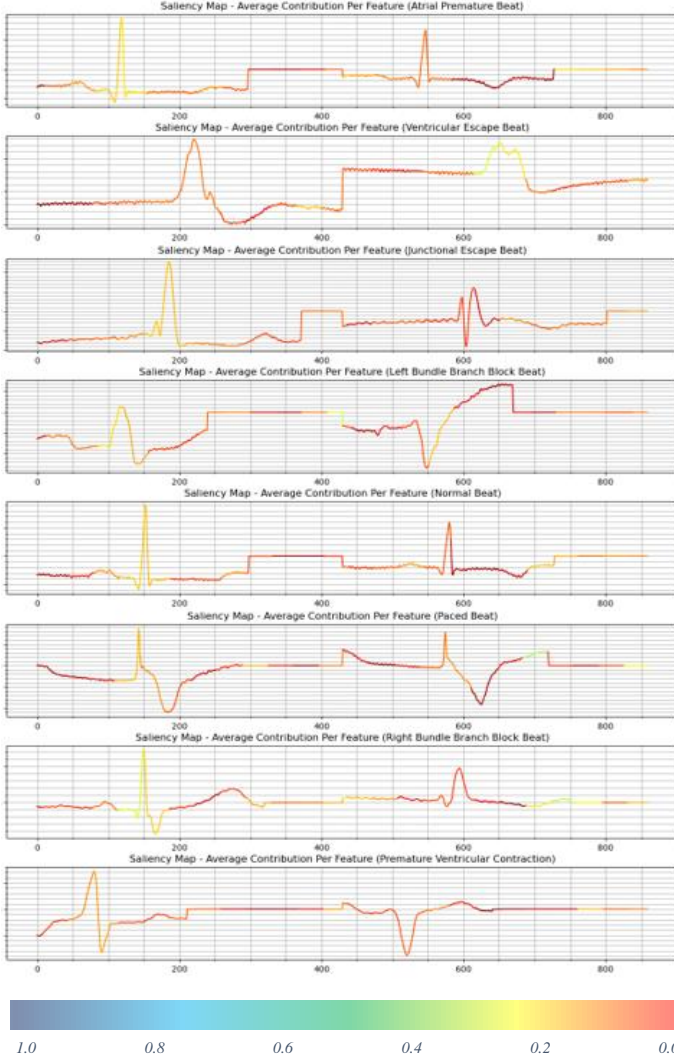 Saliency Map - Average Contribution Per Feature (Atrial Premature Beat)
0 200 400 600 800
Saliency Map - Average Contribution Per Feature (Ventricular Escape Beat)
0 200 400 600 800
Saliency Map - Average Contribution Per Feature (Junctional Escape Beat)
0 200 400 600 800
Saliency Map - Average Contribution Per Feature (Left Bundle Branch Block Beat)
0 200 400 600 800
Saliency Map - Average Contribution Per Feature (Normal Beat)
0 200 400 600 800
Saliency Map - Average Contribution Per Feature (Paced Beat)
0 200 400 600 800
Saliency Map - Average Contribution Per Feature (Right Bundle Branch Block Beat)
0 200 400 600 800
Saliency Map - Average Contribution Per Feature (Premature Ventricular Contraction)
0 200 400 600 800
1.0 0.8 0.6 0.4 0.2 0.0